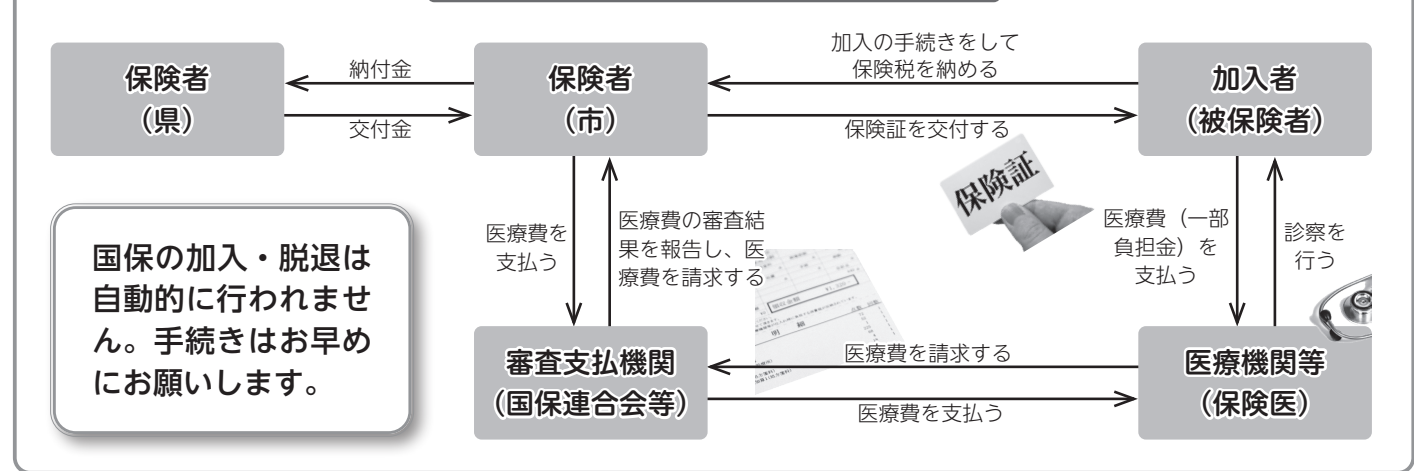 保険者
（県）
納付金
交付金
保険者
（市）
加入の手続きをして
保険税を納める
保険証を交付する
加入者
（被保険者）
保険証
国保の加入・脱退は
自動的に行われませ
ん。手続きはお早め
にお願いします。
医療費を
支払う
医療費の審査結
果を報告し、医
療費を請求する
医療費（一部
負担金）を
支払う
診察を
行う
明 細
審査支払機関
（国保連合会等）
医療費を請求する
医療費を支払う
医療機関等
（保険医）